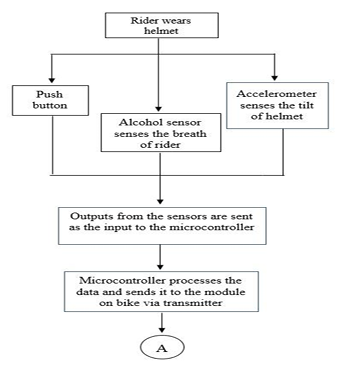 Rider wears
helmet
Push
button
Alcohol sensor
senses the breath
of rider
Accelerometer
senses the tilt
of helmet
Outputs from the sensors are sent
as the input to the microcontroller
Microcontroller processes the
data and sends it to the module
on bike via transmitter
A